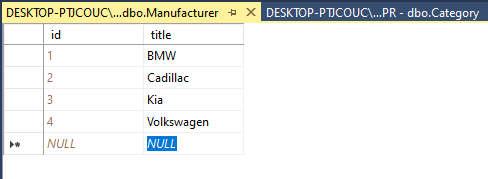 DESKTOP-PTJCOUC\...dbo.Manufacturer
DESKTOP-PTJCOUC\...PR - dbo.Category
id title
1 BMW
2 Cadillac
3 Kia
4 Volkswagen
NULL NULL